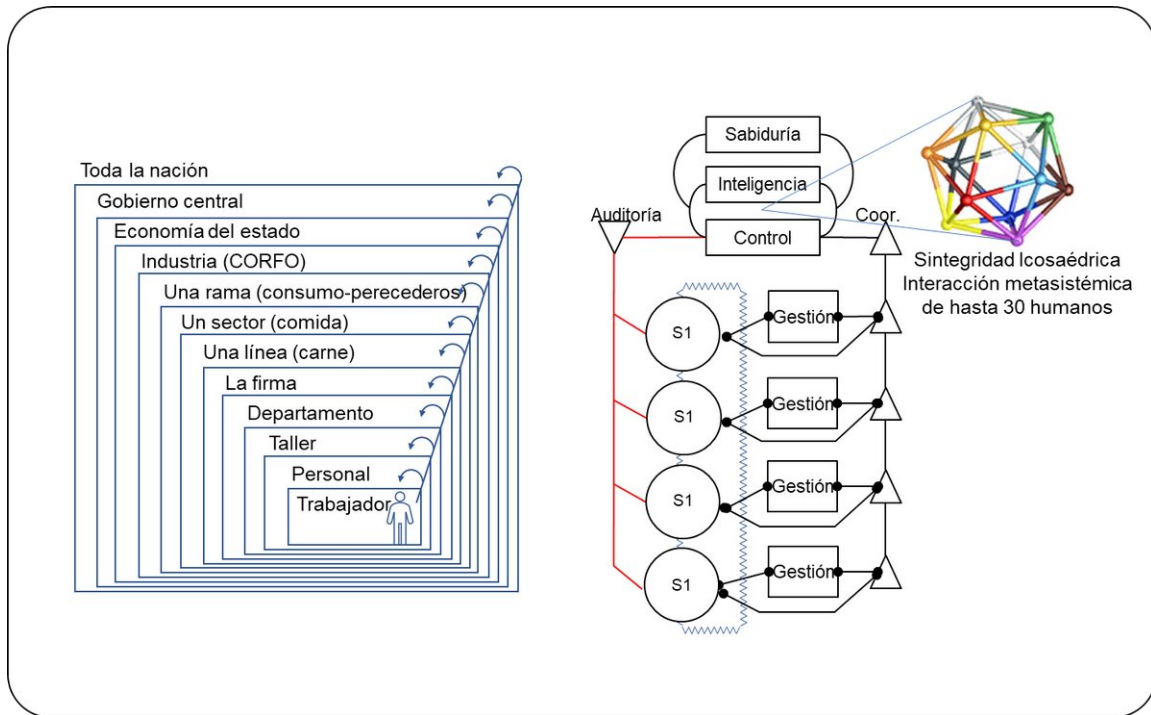 Toda la nación
Gobierno central
Economía del estado
Industria (CORFO)
Una rama (consumo-perecederos)
Un sector (comida)
Una línea (carne)
La firma
Departamento
Taller
Personal
Trabajador
Sabiduría
Inteligencia
Auditoría
Control
Coor.
Sintegridad Icosaédrica
Interacción metasistémica
de hasta 30 humanos
S1
Gestión
S1
Gestión
S1
Gestión
S1
Gestión